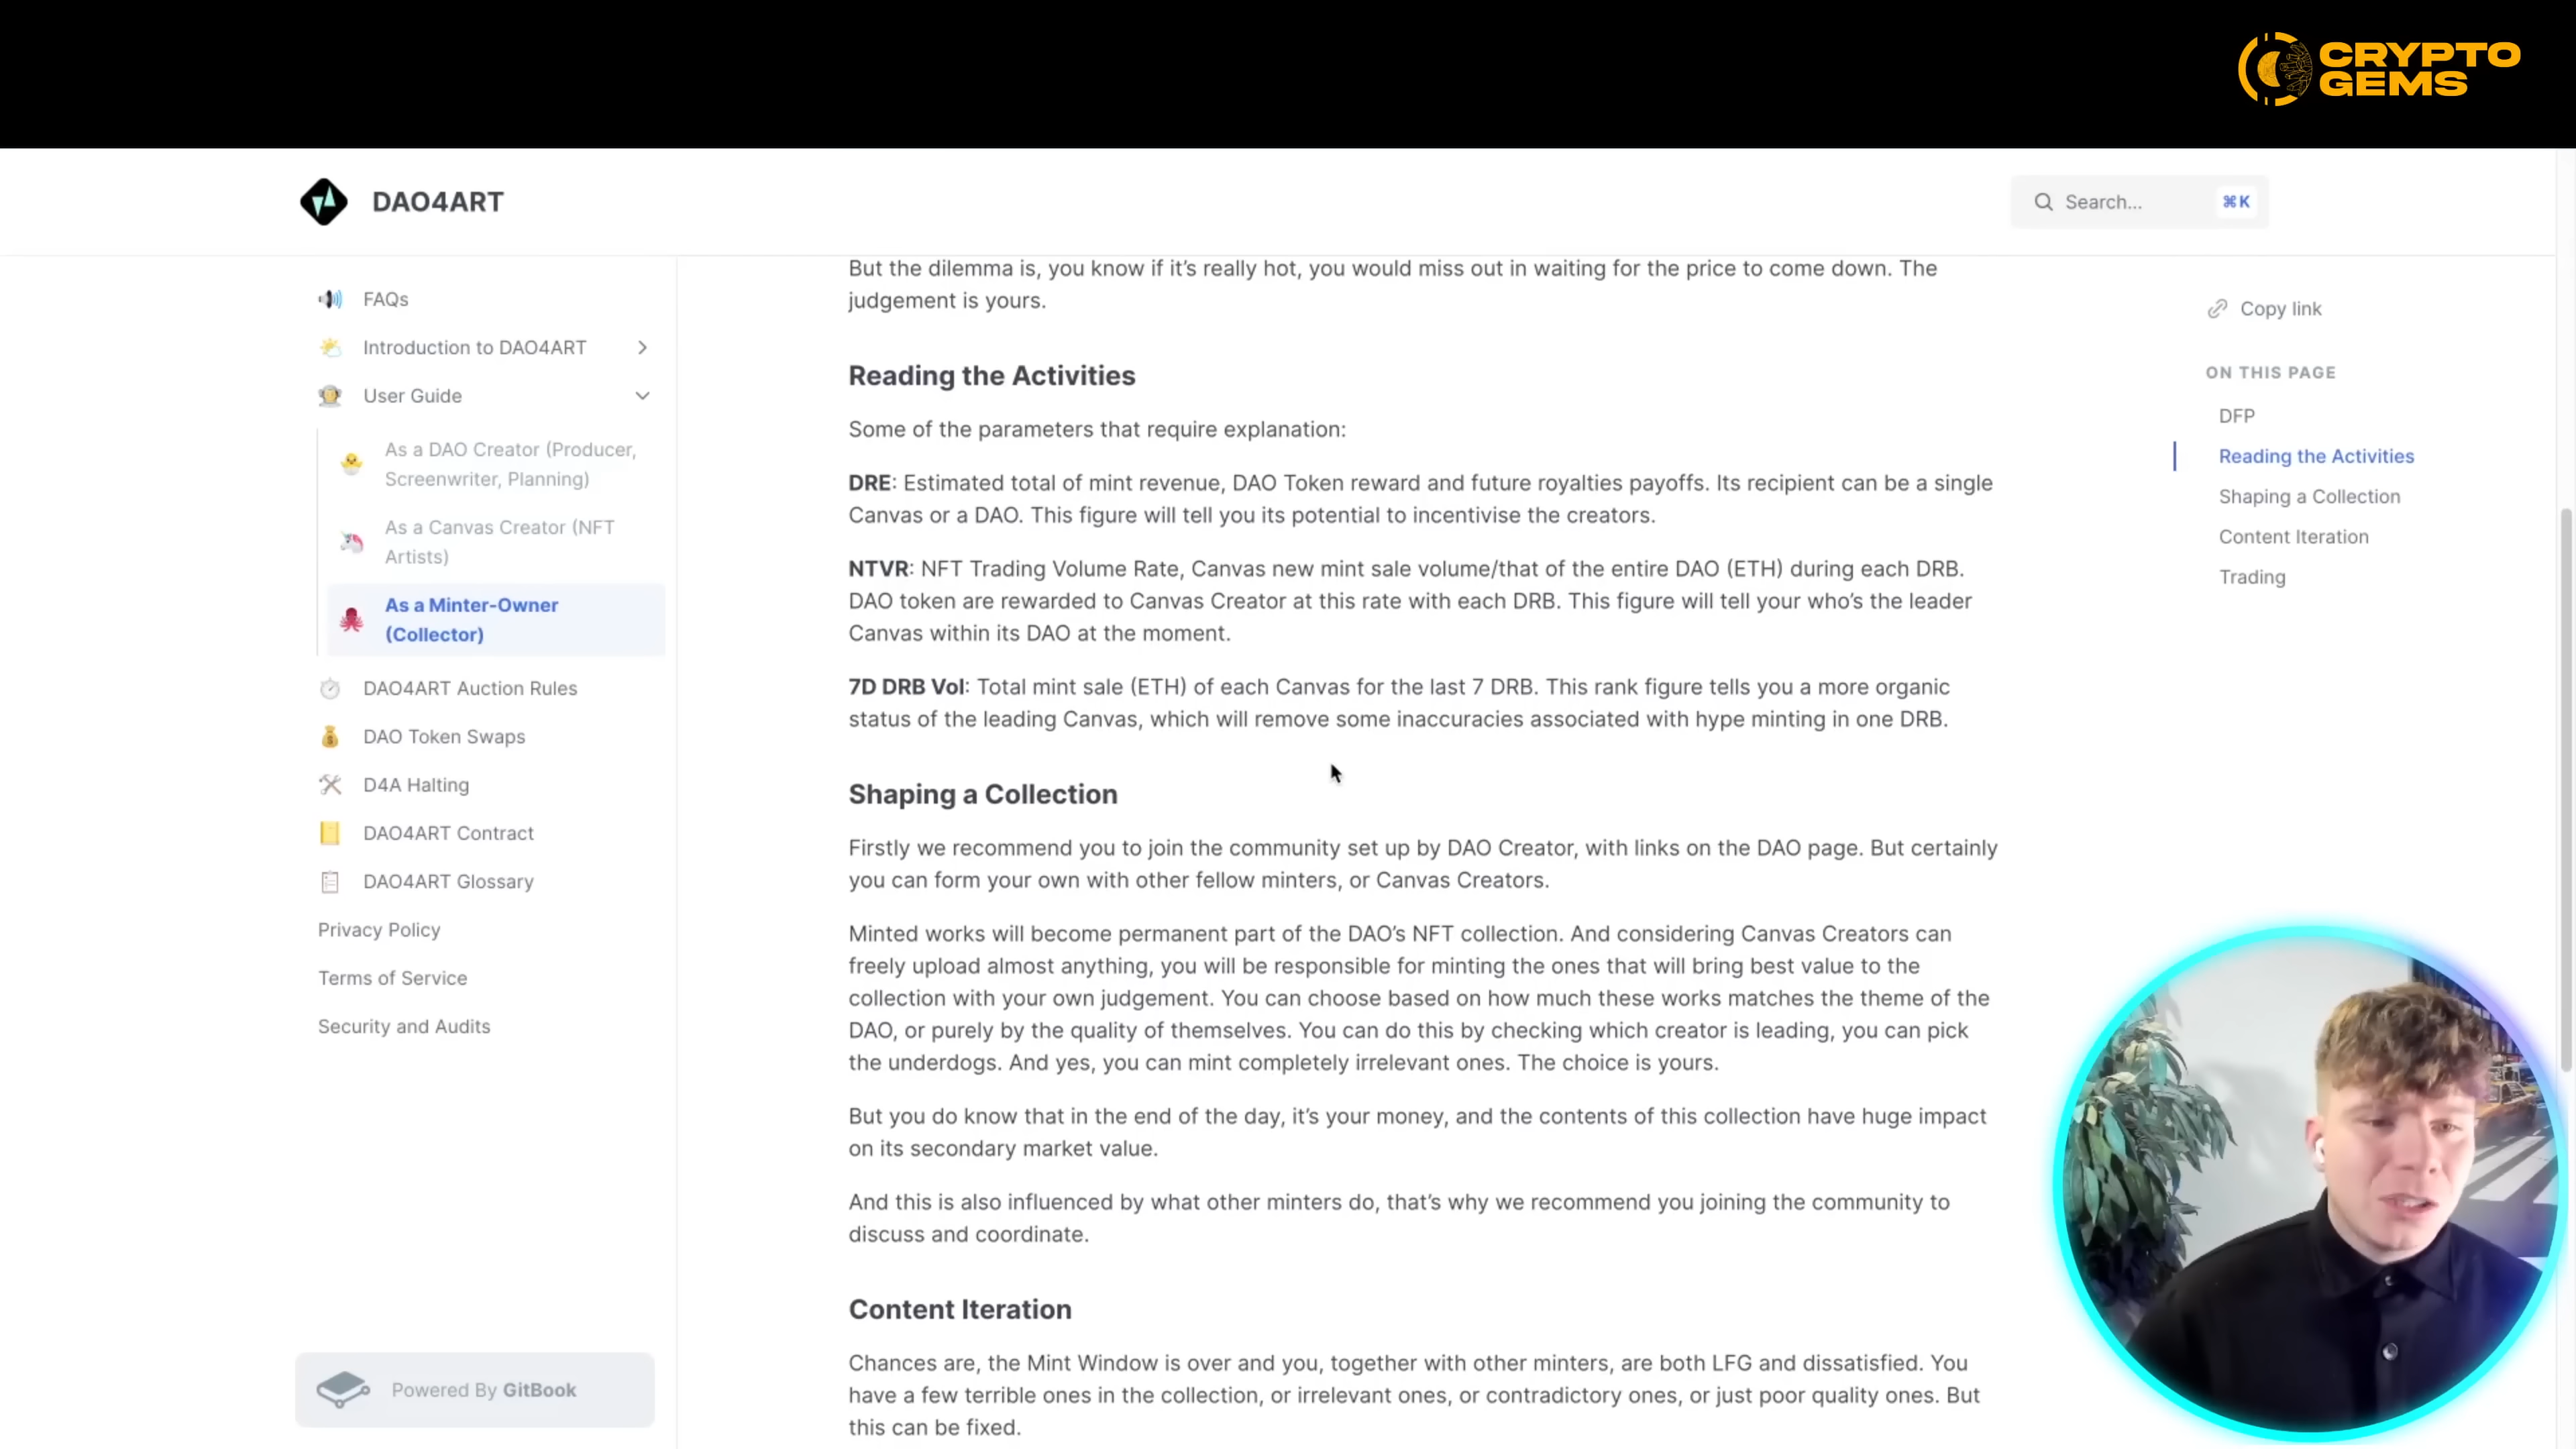 CRYPTO
GEMS
DAO4ART
Search...
⌘K
FAQs
Introduction to DAO4ART
User Guide
As a DAO Creator (Producer,
Screenwriter, Planning)
As a Canvas Creator (NFT
Artists)
As a Minter-Owner
(Collector)
DAO4ART Auction Rules
DAO Token Swaps
D4A Halting
DAO4ART Contract
DAO4ART Glossary
Privacy Policy
Terms of Service
Security and Audits
Powered By GitBook
But the dilemma is, you know if it's really hot, you would miss out in waiting for the price to come down. The
judgement is yours.
Reading the Activities
Some of the parameters that require explanation:
DRE: Estimated total of mint revenue, DAO Token reward and future royalties payoffs. Its recipient can be a single
Canvas or a DAO. This figure will tell you its potential to incentivise the creators.
NTVR: NFT Trading Volume Rate, Canvas new mint sale volume/that of the entire DAO (ETH) during each DRB.
DAO token are rewarded to Canvas Creator at this rate with each DRB. This figure will tell your who's the leader
Canvas within its DAO at the moment.
7D DRB Vol: Total mint sale (ETH) of each Canvas for the last 7 DRB. This rank figure tells you a more organic
status of the leading Canvas, which will remove some inaccuracies associated with hype minting in one DRB.
Shaping a Collection
Firstly we recommend you to join the community set up by DAO Creator, with links on the DAO page. But certainly
you can form your own with other fellow minters, or Canvas Creators.
Minted works will become permanent part of the DAO's NFT collection. And considering Canvas Creators can
freely upload almost anything, you will be responsible for minting the ones that will bring best value to the
collection with your own judgement. You can choose based on how much these works matches the theme of the
DAO, or purely by the quality of themselves. You can do this by checking which creator is leading, you can pick
the underdogs. And yes, you can mint completely irrelevant ones. The choice is yours.
But you do know that in the end of the day, it's your money, and the contents of this collection have huge impact
on its secondary market value.
And this is also influenced by what other minters do, that's why we recommend you joining the community to
discuss and coordinate.
Content Iteration
Chances are, the Mint Window is over and you, together with other minters, are both LFG and dissatisfied. You
have a few terrible ones in the collection, or irrelevant ones, or contradictory ones, or just poor quality ones. But
this can be fixed.
Copy link
ON THIS PAGE
DFP
Reading the Activities
Shaping a Collection
Content Iteration
Trading